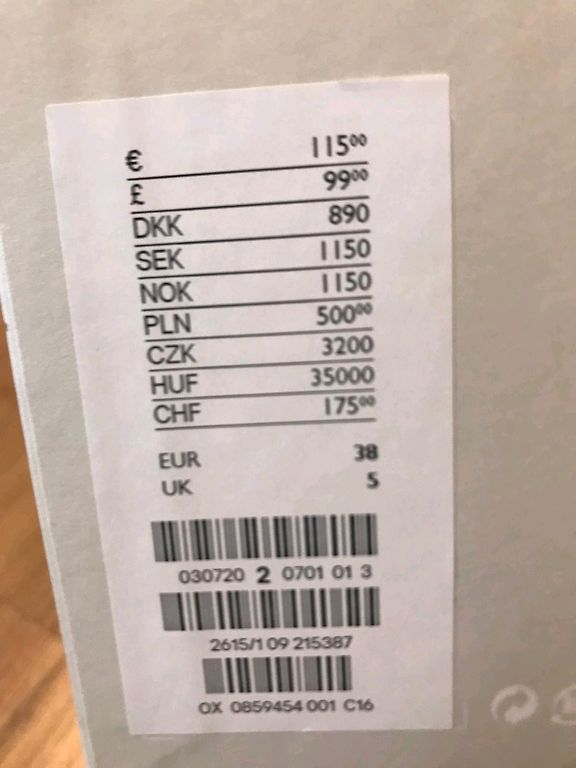 € 115⁰⁰
£ 99⁰⁰
DKK 890
SEK 1150
NOK 1150
PLN 500⁰⁰
CZK 3200
HUF 35000
CHF 175⁰⁰
EUR 38
UK 5
030720 2 0701 01 3
2615/1 09 215387
OX 0859454 001 C16